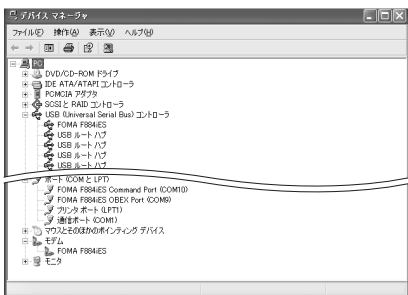 デバイス マネージャ
ファイル(F) 操作(A) 表示(V) ヘルプ(H)
PC
DVD/CD-ROM ドライブ
IDE ATA/ATAPI コントローラ
PCMCIA アダプタ
SCSI と RAID コントローラ
USB (Universal Serial Bus) コントローラ
FOMA F884iES
USB ルート ハブ
USB ルート ハブ
USB ルート ハブ
USB ルート ハブ
ポート (COM と LPT)
FOMA F884iES Command Port (COM10)
FOMA F884iES OBEX Port (COM9)
プリンタ ポート (LPT1)
通信ポート (COM1)
マウスとそのほかのポインティング デバイス
モデム
FOMA F884iES
モニタ